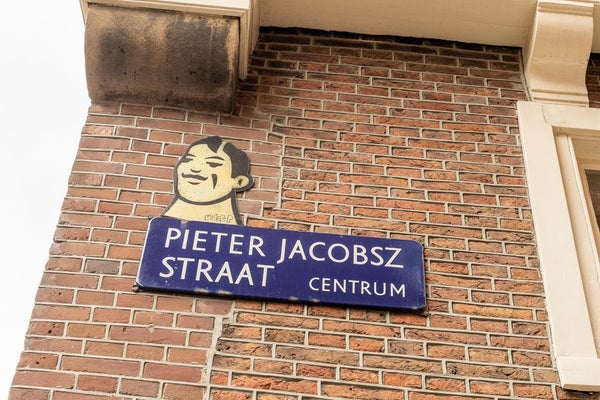 PIETER JACOBSZ
STRAAT CENTRUM